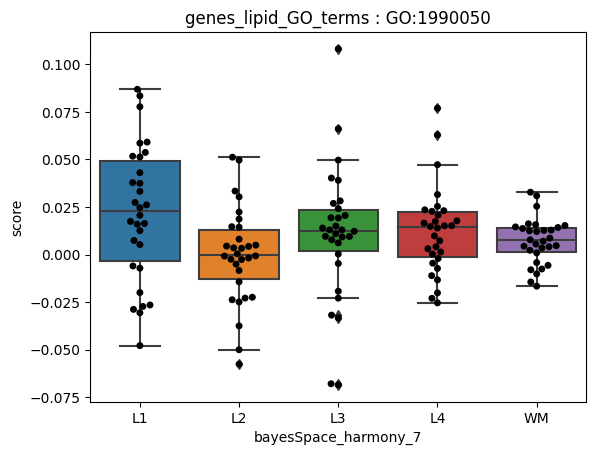 genes_lipid_GO_terms : GO:1990050
score
0.100
0.075
0.050
0.025
0.000
−0.025
−0.050
−0.075
L1 L2 L3 L4 WM
bayesSpace_harmony_7